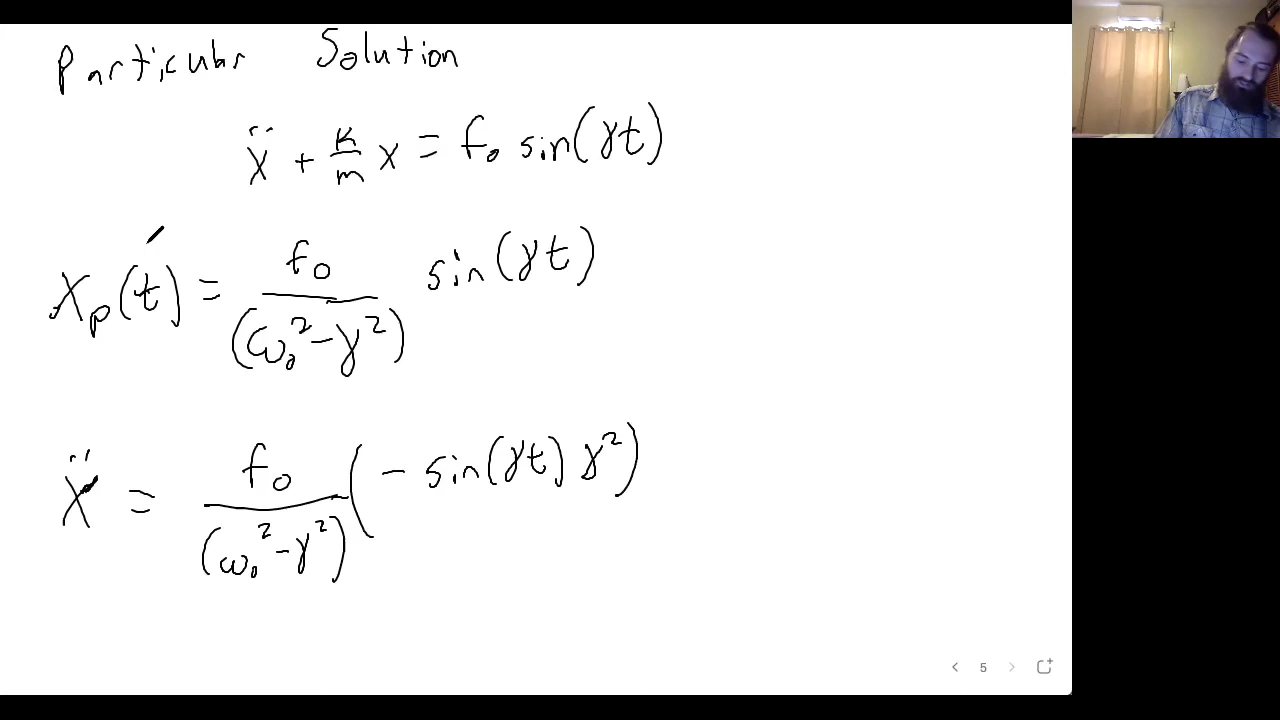 Particular Solution
ẍ + k/m x = f₀ sin(γt)
xₚ(t) = f₀/(ω₀² - γ²) sin(γt)
ẍ = f₀/(ω₀² - γ²) (- sin(γt) γ²)
5